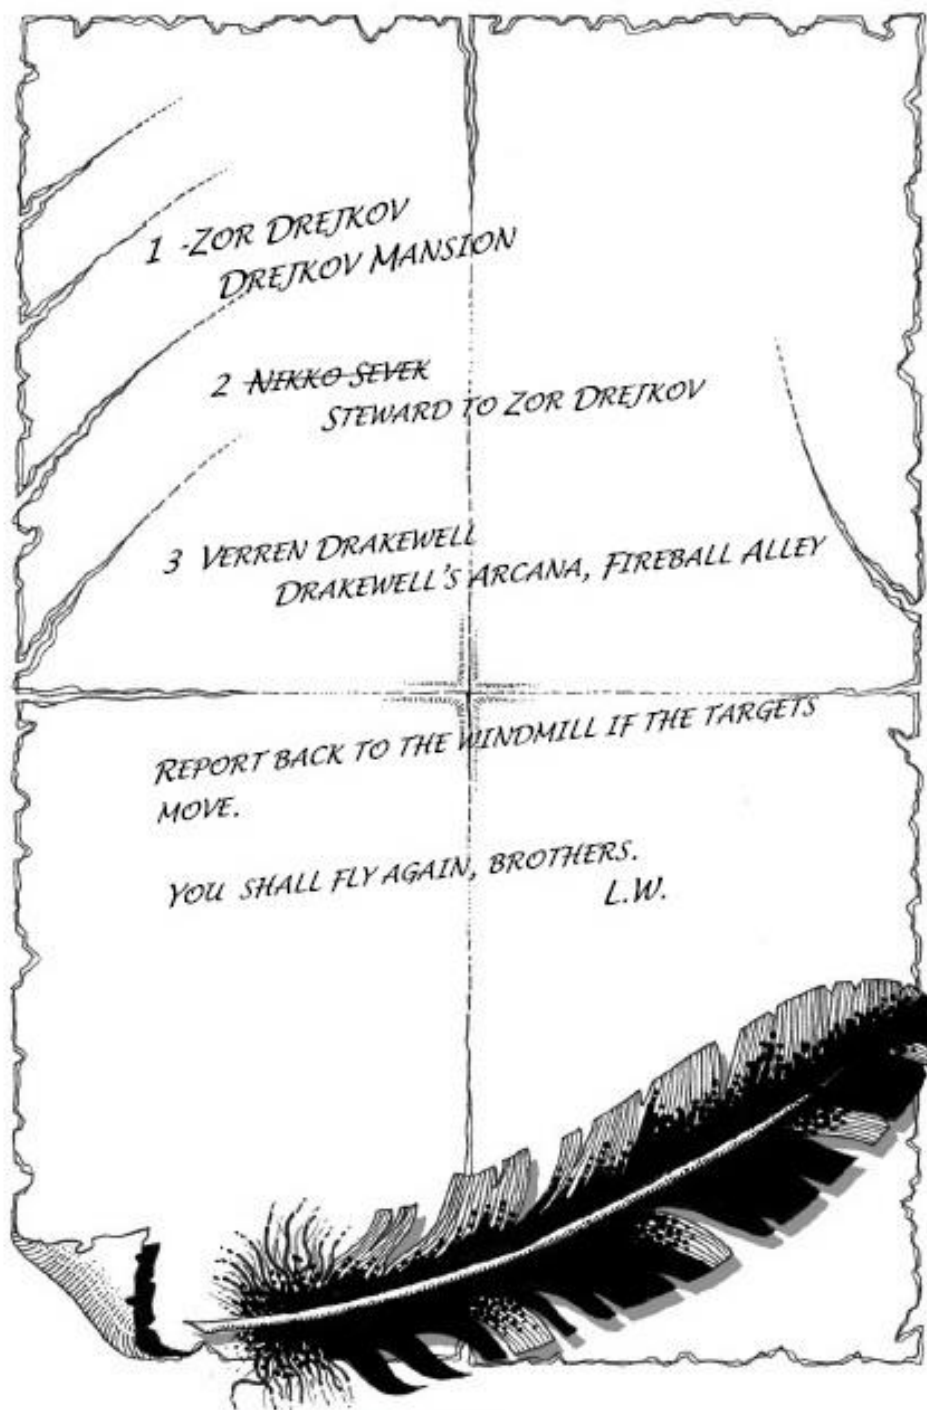 1 -ZOR DREJKOV
DREJKOV MANSION
2 NIKKO SEVEK
STEWARD TO ZOR DREJKOV
3 VERREN DRAKEWELL
DRAKEWELL'S ARCANA, FIREBALL ALLEY
REPORT BACK TO THE WINDMILL IF THE TARGETS
MOVE.
YOU SHALL FLY AGAIN, BROTHERS.
L.W.